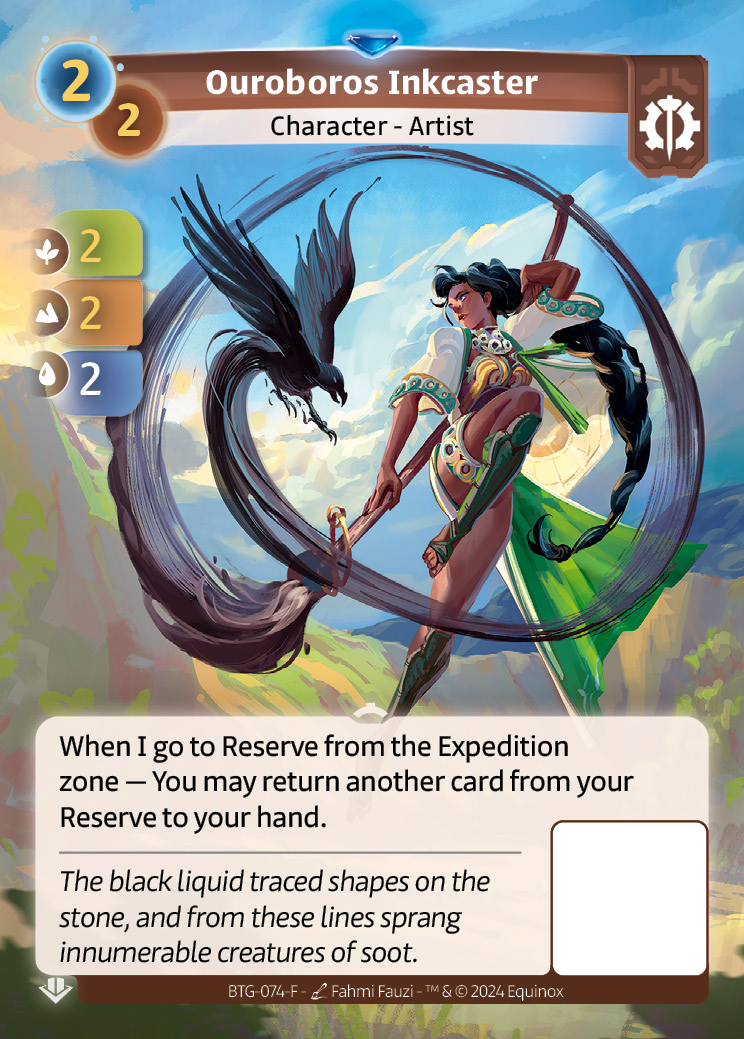 2
Ouroboros Inkcaster
2
Character - Artist
2
2
2
When I go to Reserve from the Expedition
zone — You may return another card from your
Reserve to your hand.
The black liquid traced shapes on the
stone, and from these lines sprang
innumerable creatures of soot.
BTG-074-F - Fahmi Fauzi - ™ & © 2024 Equinox